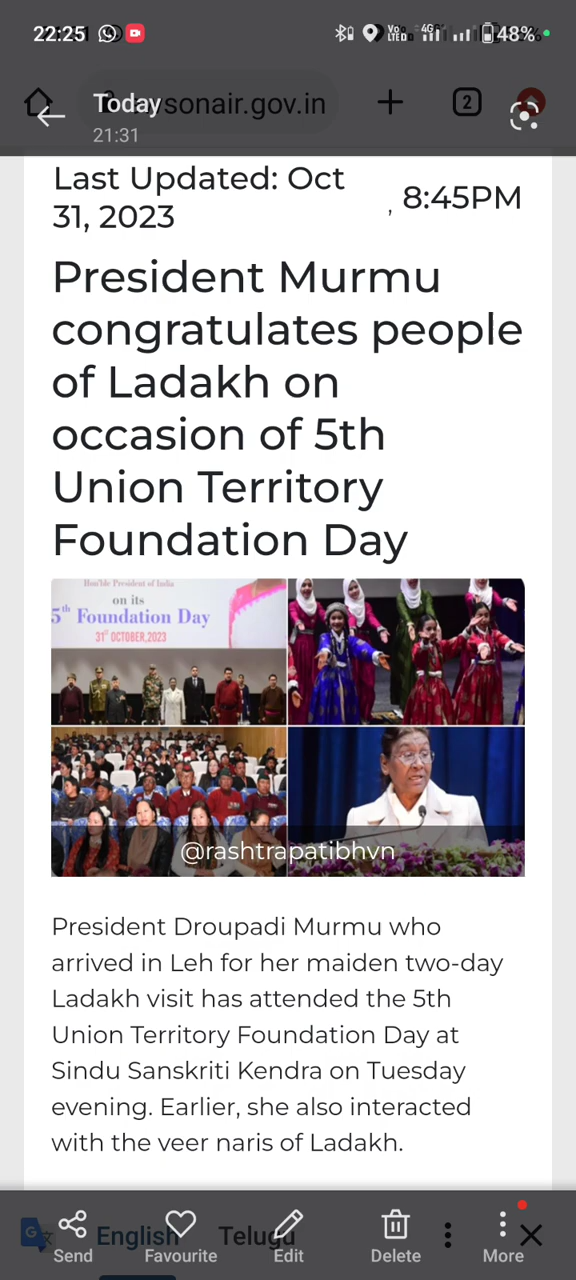 22:25
Vo
LTED
4G
48%
Today
sonair.gov.in
2
21:31
Last Updated: Oct
31, 2023
, 8:45PM
President Murmu
congratulates people
of Ladakh on
occasion of 5th
Union Territory
Foundation Day
Hon'ble President of India
on its
5th Foundation Day
31st OCTOBER,2023
@rashtrapatibhvn
President Droupadi Murmu who
arrived in Leh for her maiden two-day
Ladakh visit has attended the 5th
Union Territory Foundation Day at
Sindu Sanskriti Kendra on Tuesday
evening. Earlier, she also interacted
with the veer naris of Ladakh.
English
Telugu
Send
Favourite
Edit
Delete
More